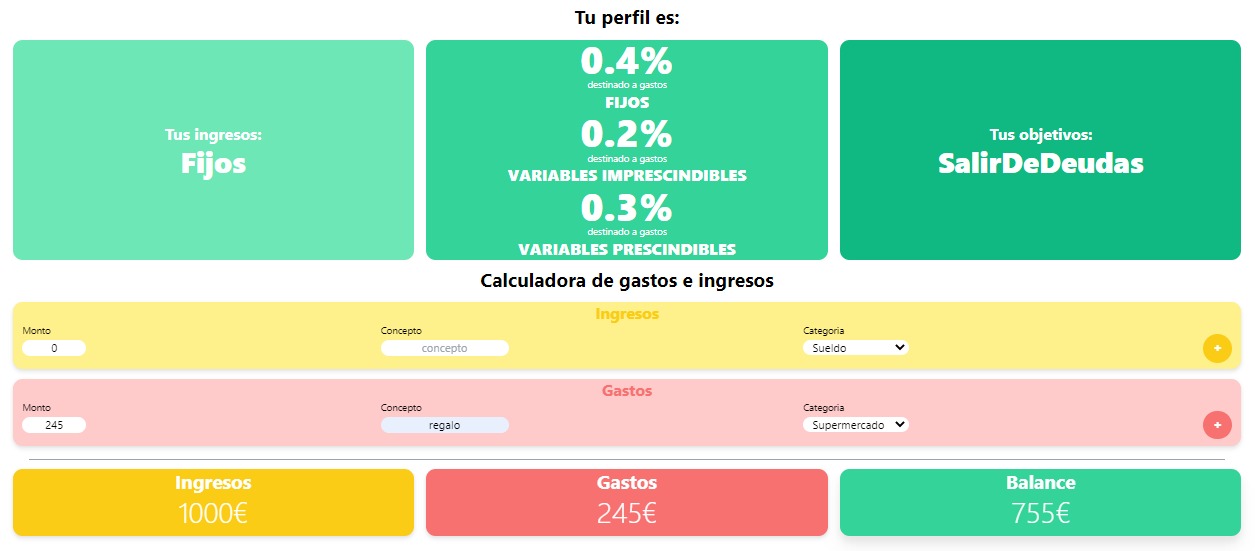 Tu perfil es:
Tus ingresos:
Fijos
0.4%
destinado a gastos
FIJOS
0.2%
destinado a gastos
VARIABLES IMPRESCINDIBLES
0.3%
destinado a gastos
VARIABLES PRESCINDIBLES
Tus objetivos:
SalirDeDeudas
Calculadora de gastos e ingresos
Ingresos
Monto Concepto Categoria
0 concepto Sueldo +
Gastos
Monto Concepto Categoria
245 regalo Supermercado +
Ingresos
1000€
Gastos
245€
Balance
755€